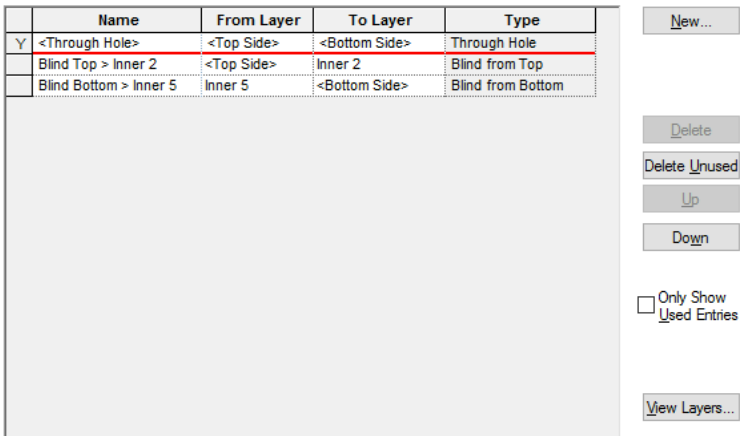 Name From Layer To Layer Type
Y <Through Hole> <Top Side> <Bottom Side> Through Hole
Blind Top > Inner 2 <Top Side> Inner 2 Blind from Top
Blind Bottom > Inner 5 Inner 5 <Bottom Side> Blind from Bottom
New...
Delete
Delete Unused
Up
Down
Only Show
Used Entries
View Layers...